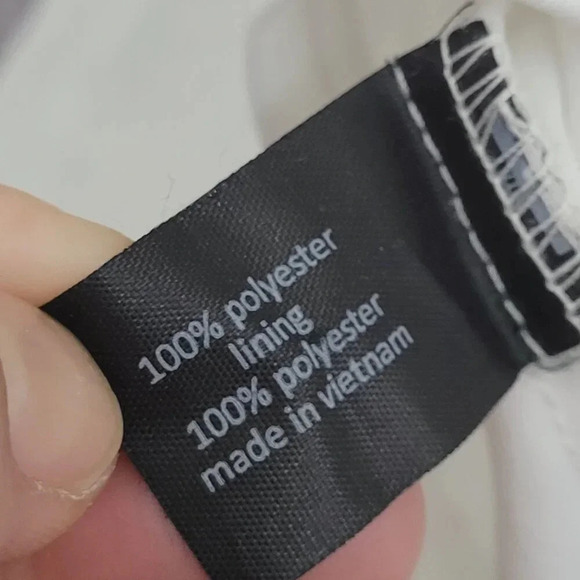 100% polyester
lining
100% polyester
made in vietnam